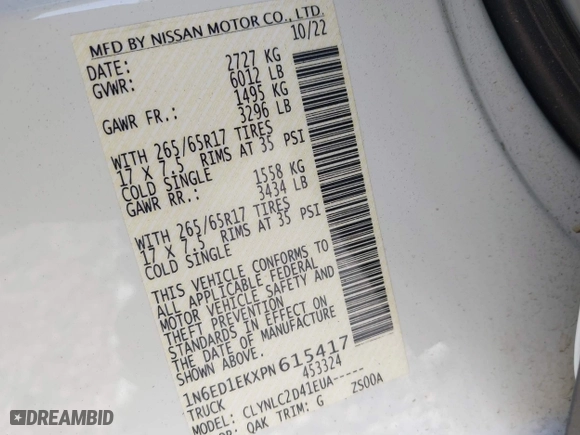 MFD BY NISSAN MOTOR CO., LTD.
DATE: 10/22
GVWR: 2727 KG
6012 LB
GAWR FR.: 1495 KG
3296 LB
WITH 265/65R17 TIRES
17 X 7.5 RIMS AT 35 PSI
COLD SINGLE
GAWR RR.: 1558 KG
3434 LB
WITH 265/65R17 TIRES
17 X 7.5 RIMS AT 35 PSI
COLD SINGLE
THIS VEHICLE CONFORMS TO
ALL APPLICABLE FEDERAL
MOTOR VEHICLE SAFETY AND
THEFT PREVENTION
STANDARDS IN EFFECT ON
THE DATE OF MANUFACTURE
SHOWN ABOVE.
1N6ED1EKXPN615417
TRUCK 453324
MODEL: CLYNLC2D41EUA-----
QAK TRIM: G ZS00A
DREAMBID